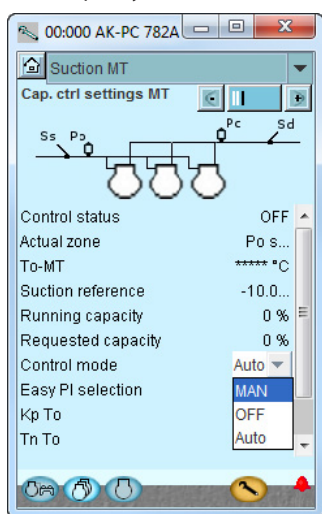 00:000 AK-PC 782A
Suction MT
Cap. ctrl settings MT
Ss Po Pc Sd
Control status OFF
Actual zone Po s...
To-MT ***** °C
Suction reference -10.0...
Running capacity 0 %
Requested capacity 0 %
Control mode Auto
Easy PI selection MAN
Kp To OFF
Tn To Auto